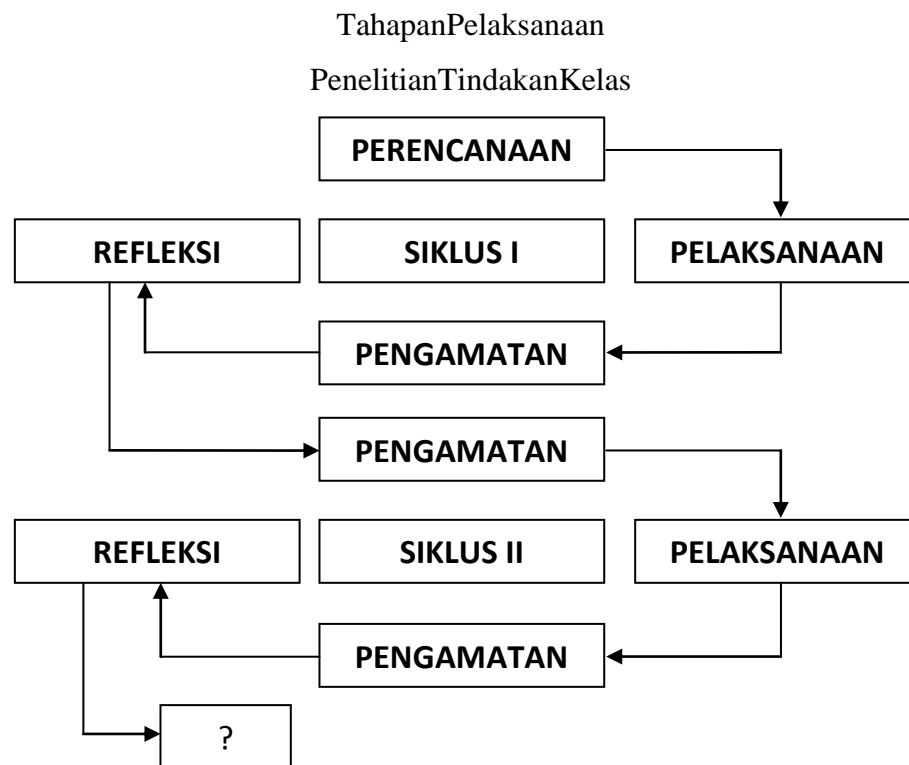 TahapanPelaksanaan
PenelitianTindakanKelas
PERENCANAAN
REFLEKSI
SIKLUS I
PELAKSANAAN
PENGAMATAN
PENGAMATAN
REFLEKSI
SIKLUS II
PELAKSANAAN
PENGAMATAN
?